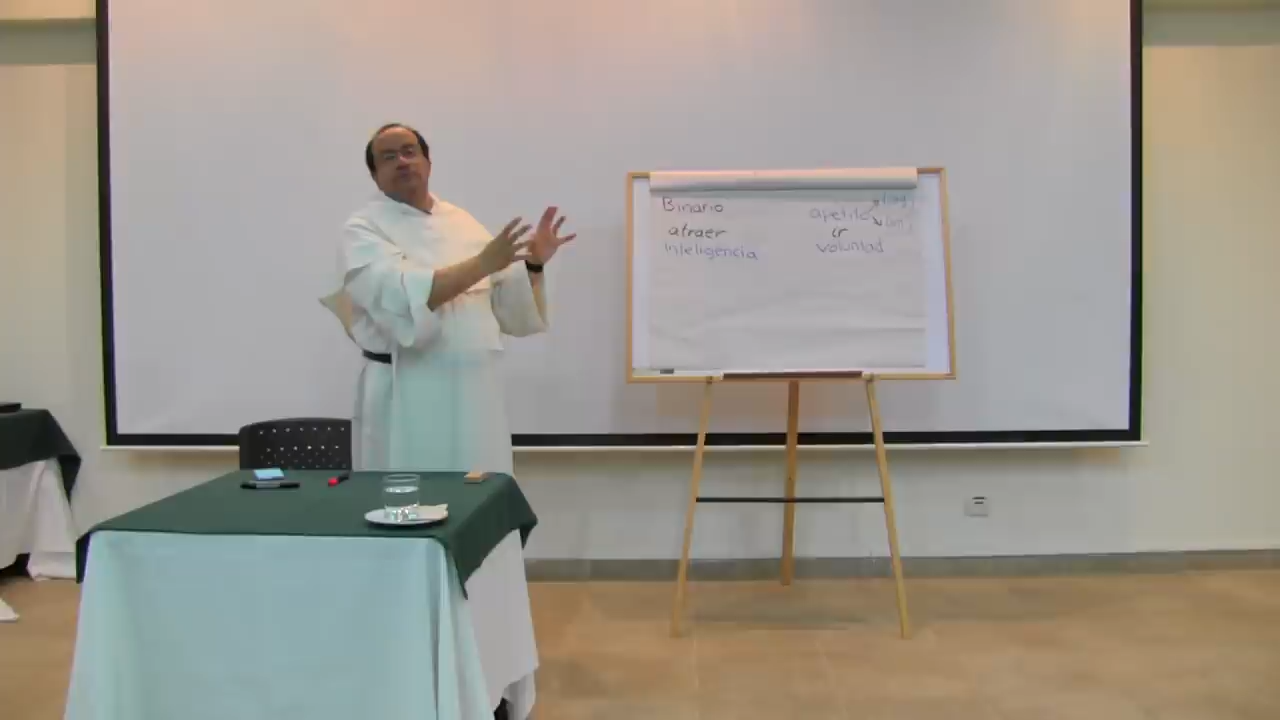 Binario
apetito
atraer
ir
inteligencia
voluntad